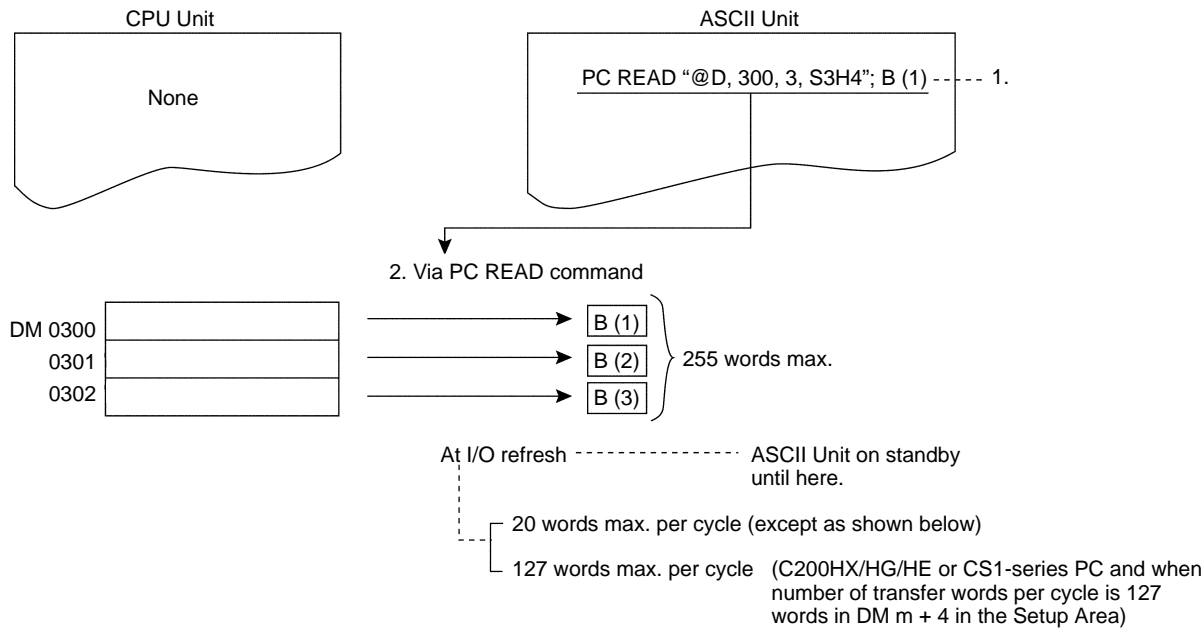 CPU Unit
ASCII Unit
None
PC READ “@D, 300, 3, S3H4”; B (1)
1.
2. Via PC READ command
DM 0300
0301
0302
B (1)
B (2)
B (3)
255 words max.
At I/O refresh
ASCII Unit on standby
until here.
20 words max. per cycle (except as shown below)
127 words max. per cycle (C200HX/HG/HE or CS1-series PC and when
number of transfer words per cycle is 127
words in DM m + 4 in the Setup Area)